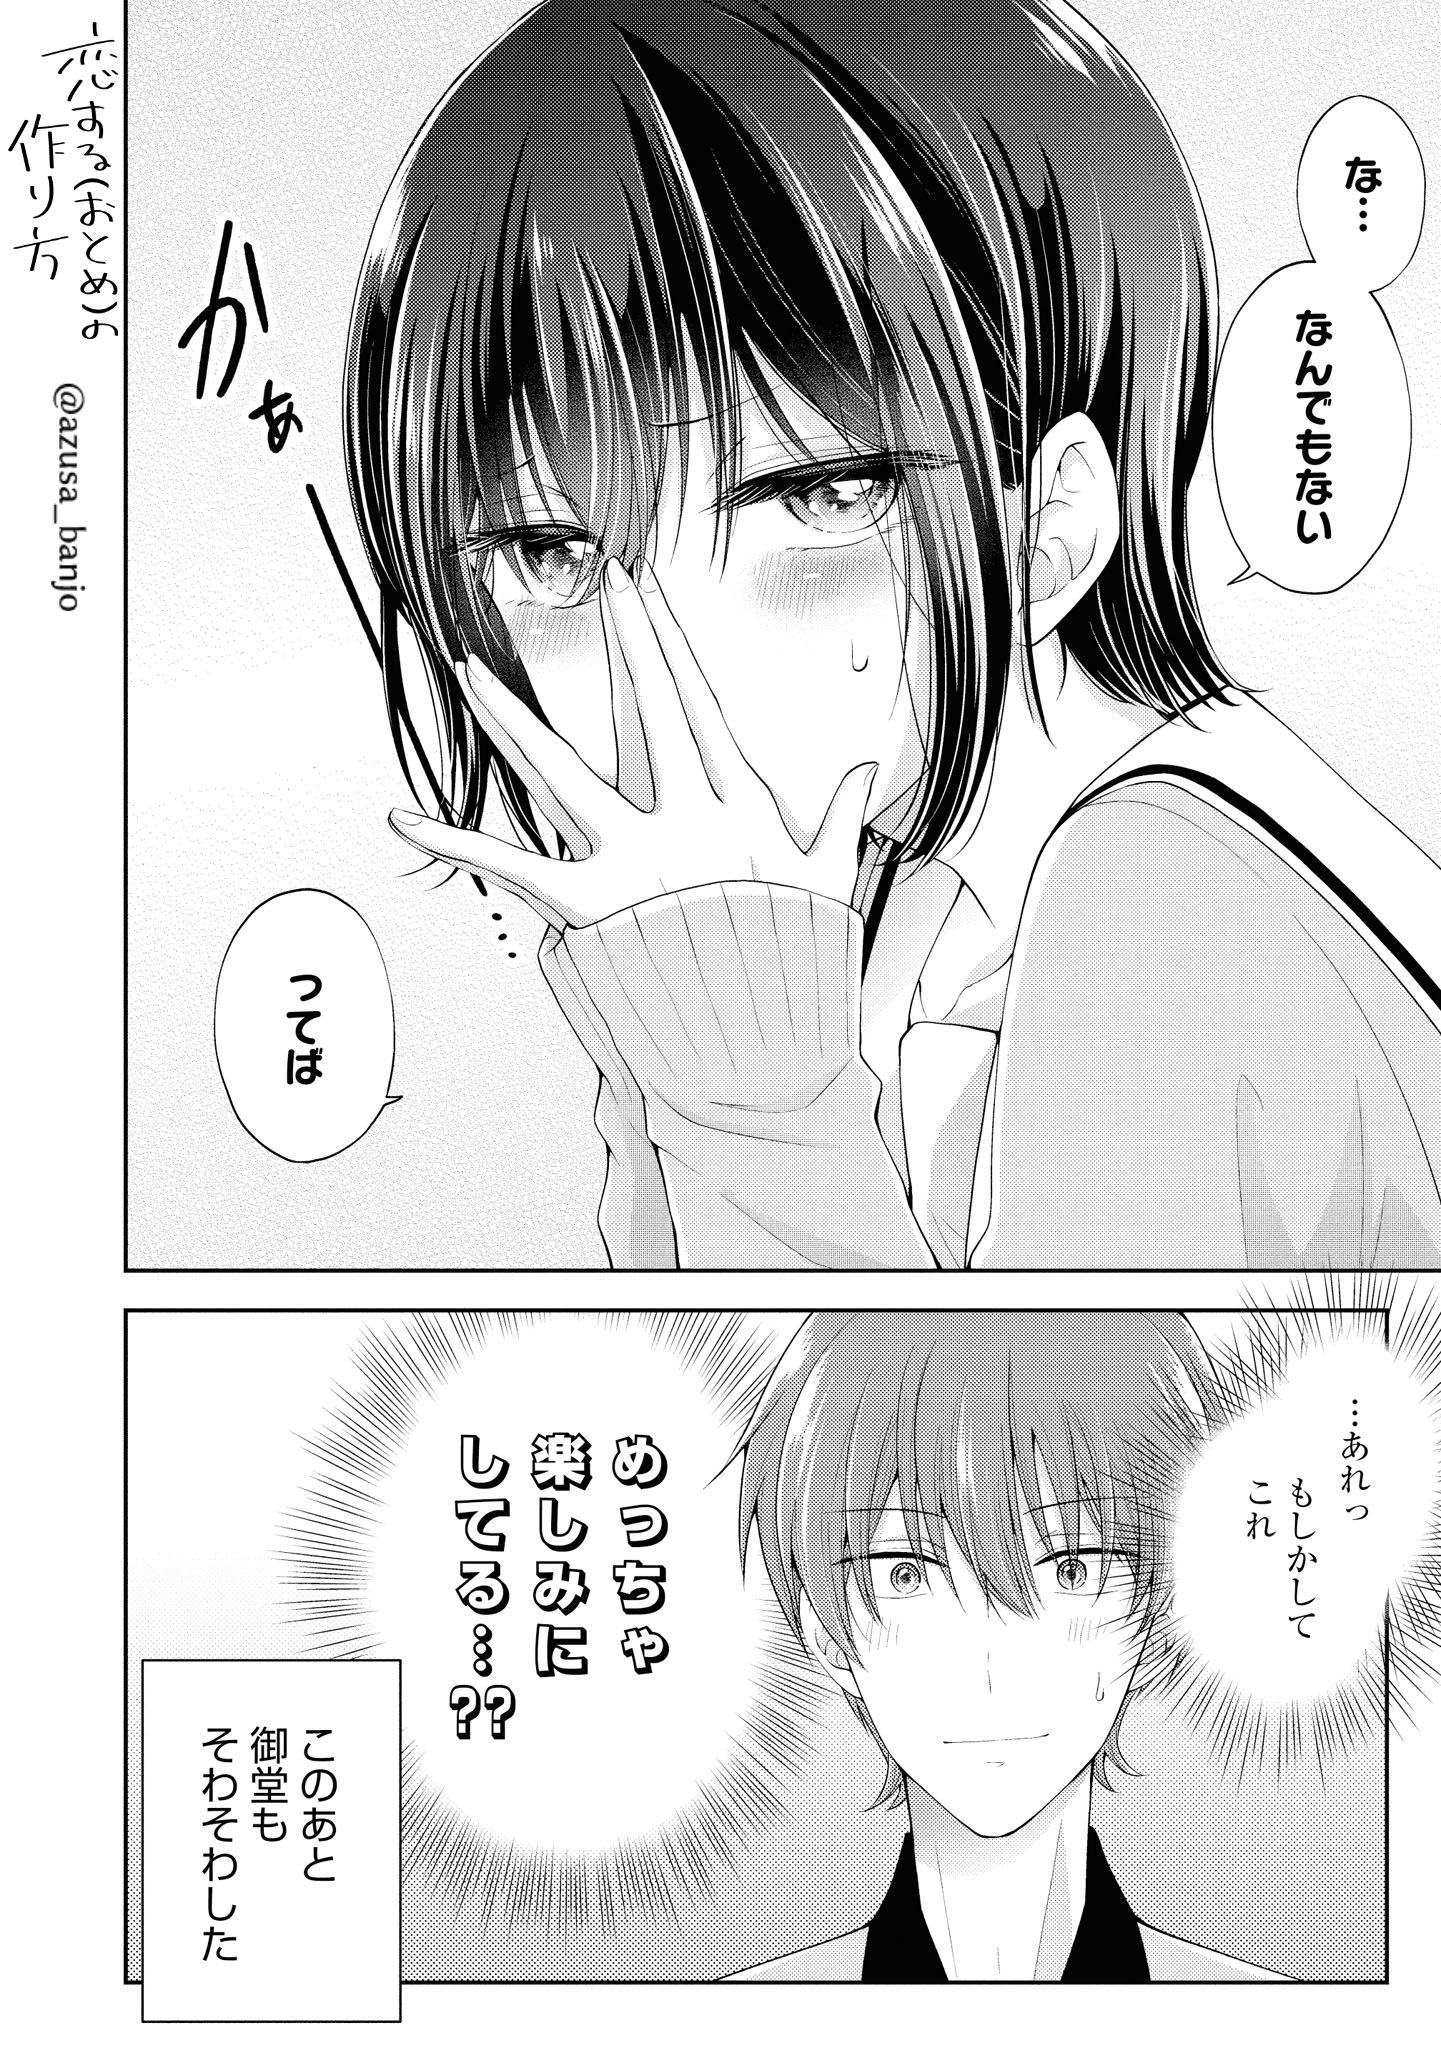 恋する(おとめ)の
作り方
@azusa_banjo
な…
なんでもない
かぁ
ってば
…あれっ
もしかして
これ
めっちゃ
楽しみに
してる…??
このあと
御堂も
そわそわした